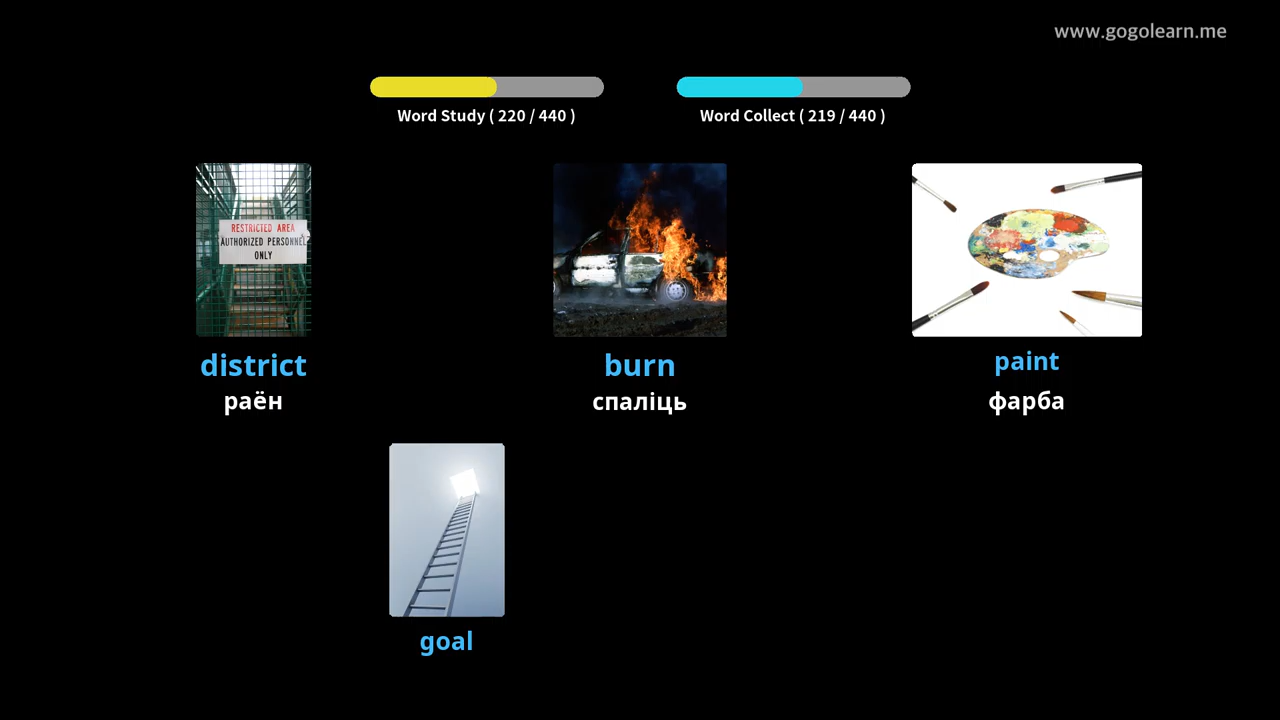 www.gogolearn.me
Word Study ( 220 / 440 )
Word Collect ( 219 / 440 )
RESTRICTED AREA
AUTHORIZED PERSONNEL
ONLY
district
раён
burn
спаліць
paint
фарба
goal